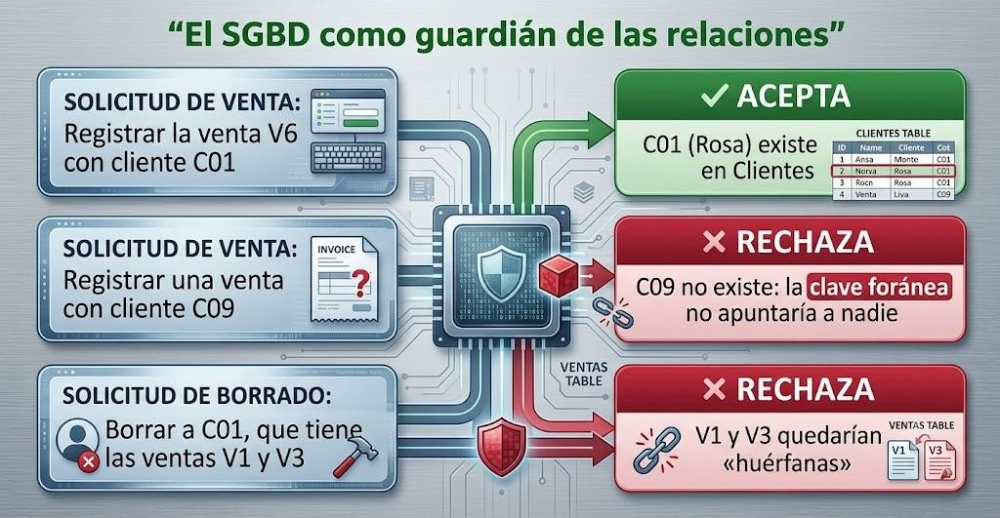 “El SGBD como guardián de las relaciones”
SOLICITUD DE VENTA:
Registrar la venta V6
con cliente C01
ACEPTA
C01 (Rosa) existe
en Clientes
CLIENTES TABLE
ID Name Cliente Cot
1 Ansa Monte C01
2 Norva Rosa C01
3 Rocn Rosa C01
4 Venta Liva C09
SOLICITUD DE VENTA:
Registrar una venta
con cliente C09
INVOICE
?
RECHAZA
C09 no existe: la clave foránea
no apuntaría a nadie
SOLICITUD DE BORRADO:
Borrar a C01, que tiene
las ventas V1 y V3
VENTAS
TABLE
RECHAZA
V1 y V3 quedarían
«huérfanas»
VENTAS TABLE
V1 V3